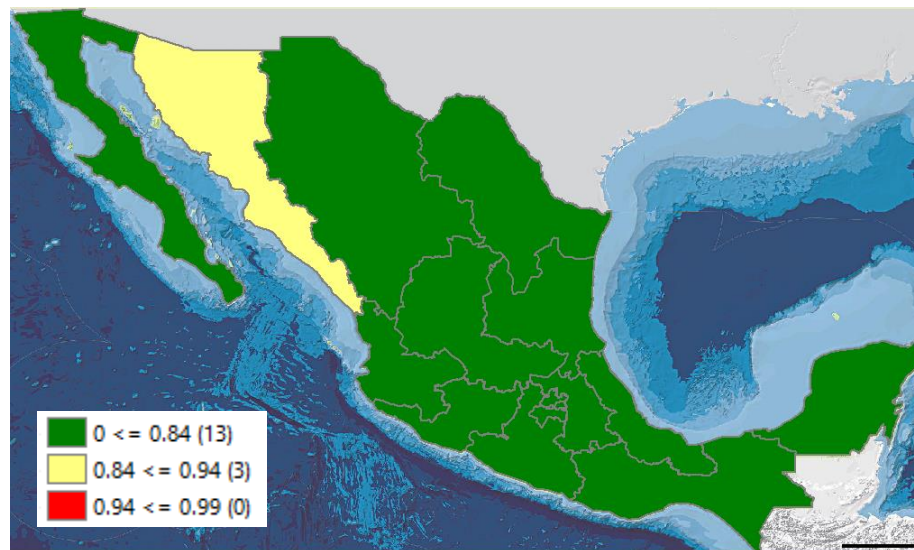 0 <= 0.84 (13)
0.84 <= 0.94 (3)
0.94 <= 0.99 (0)